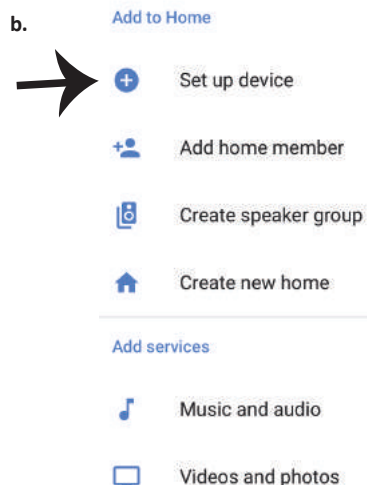 b.
Add to Home
Set up device
Add home member
Create speaker group
Create new home
Add services
Music and audio
Videos and photos